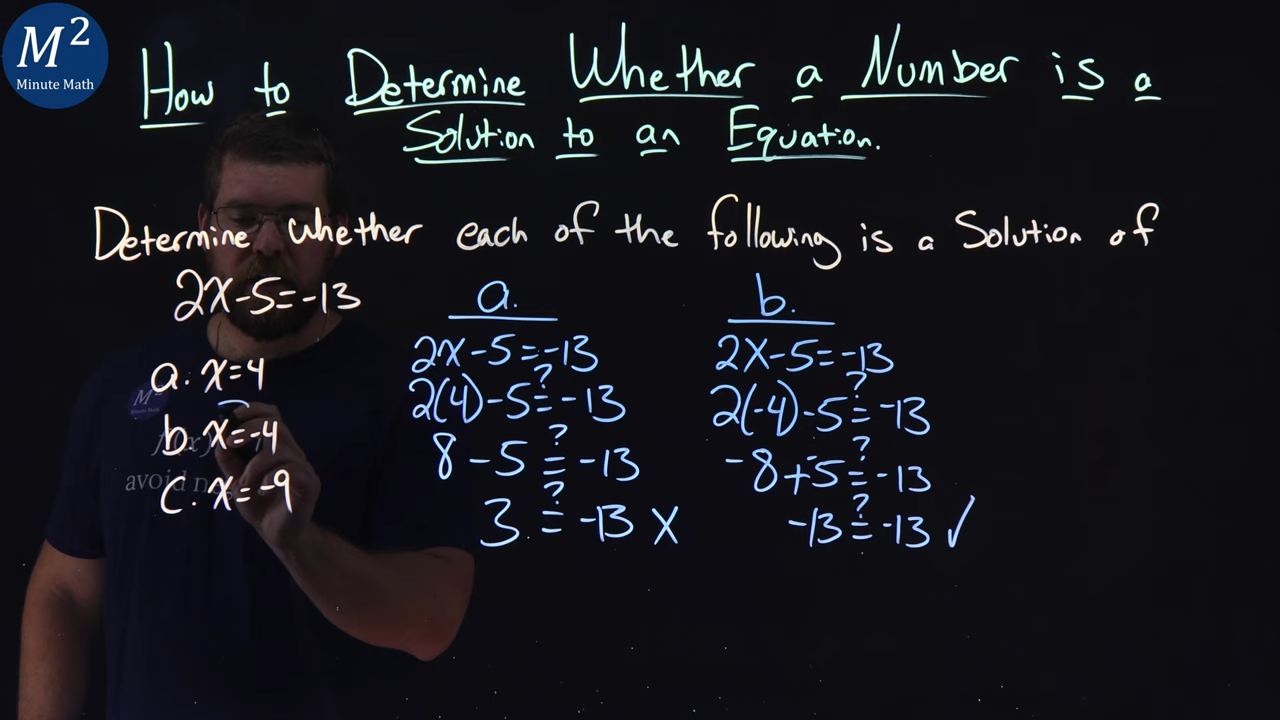 M²
Minute Math
How to Determine Whether a Number is a
Solution to an Equation.
Determine whether each of the following is a Solution of
2x-5=-13
a. x=4
b. x=-4
c. x=-9
a.
2x-5=-13
2(4)-5≟-13
8-5≟-13
3≟-13 X
b.
2x-5=-13
2(-4)-5≟-13
-8+-5≟-13
-13≟-13 ✓
M²
avoid